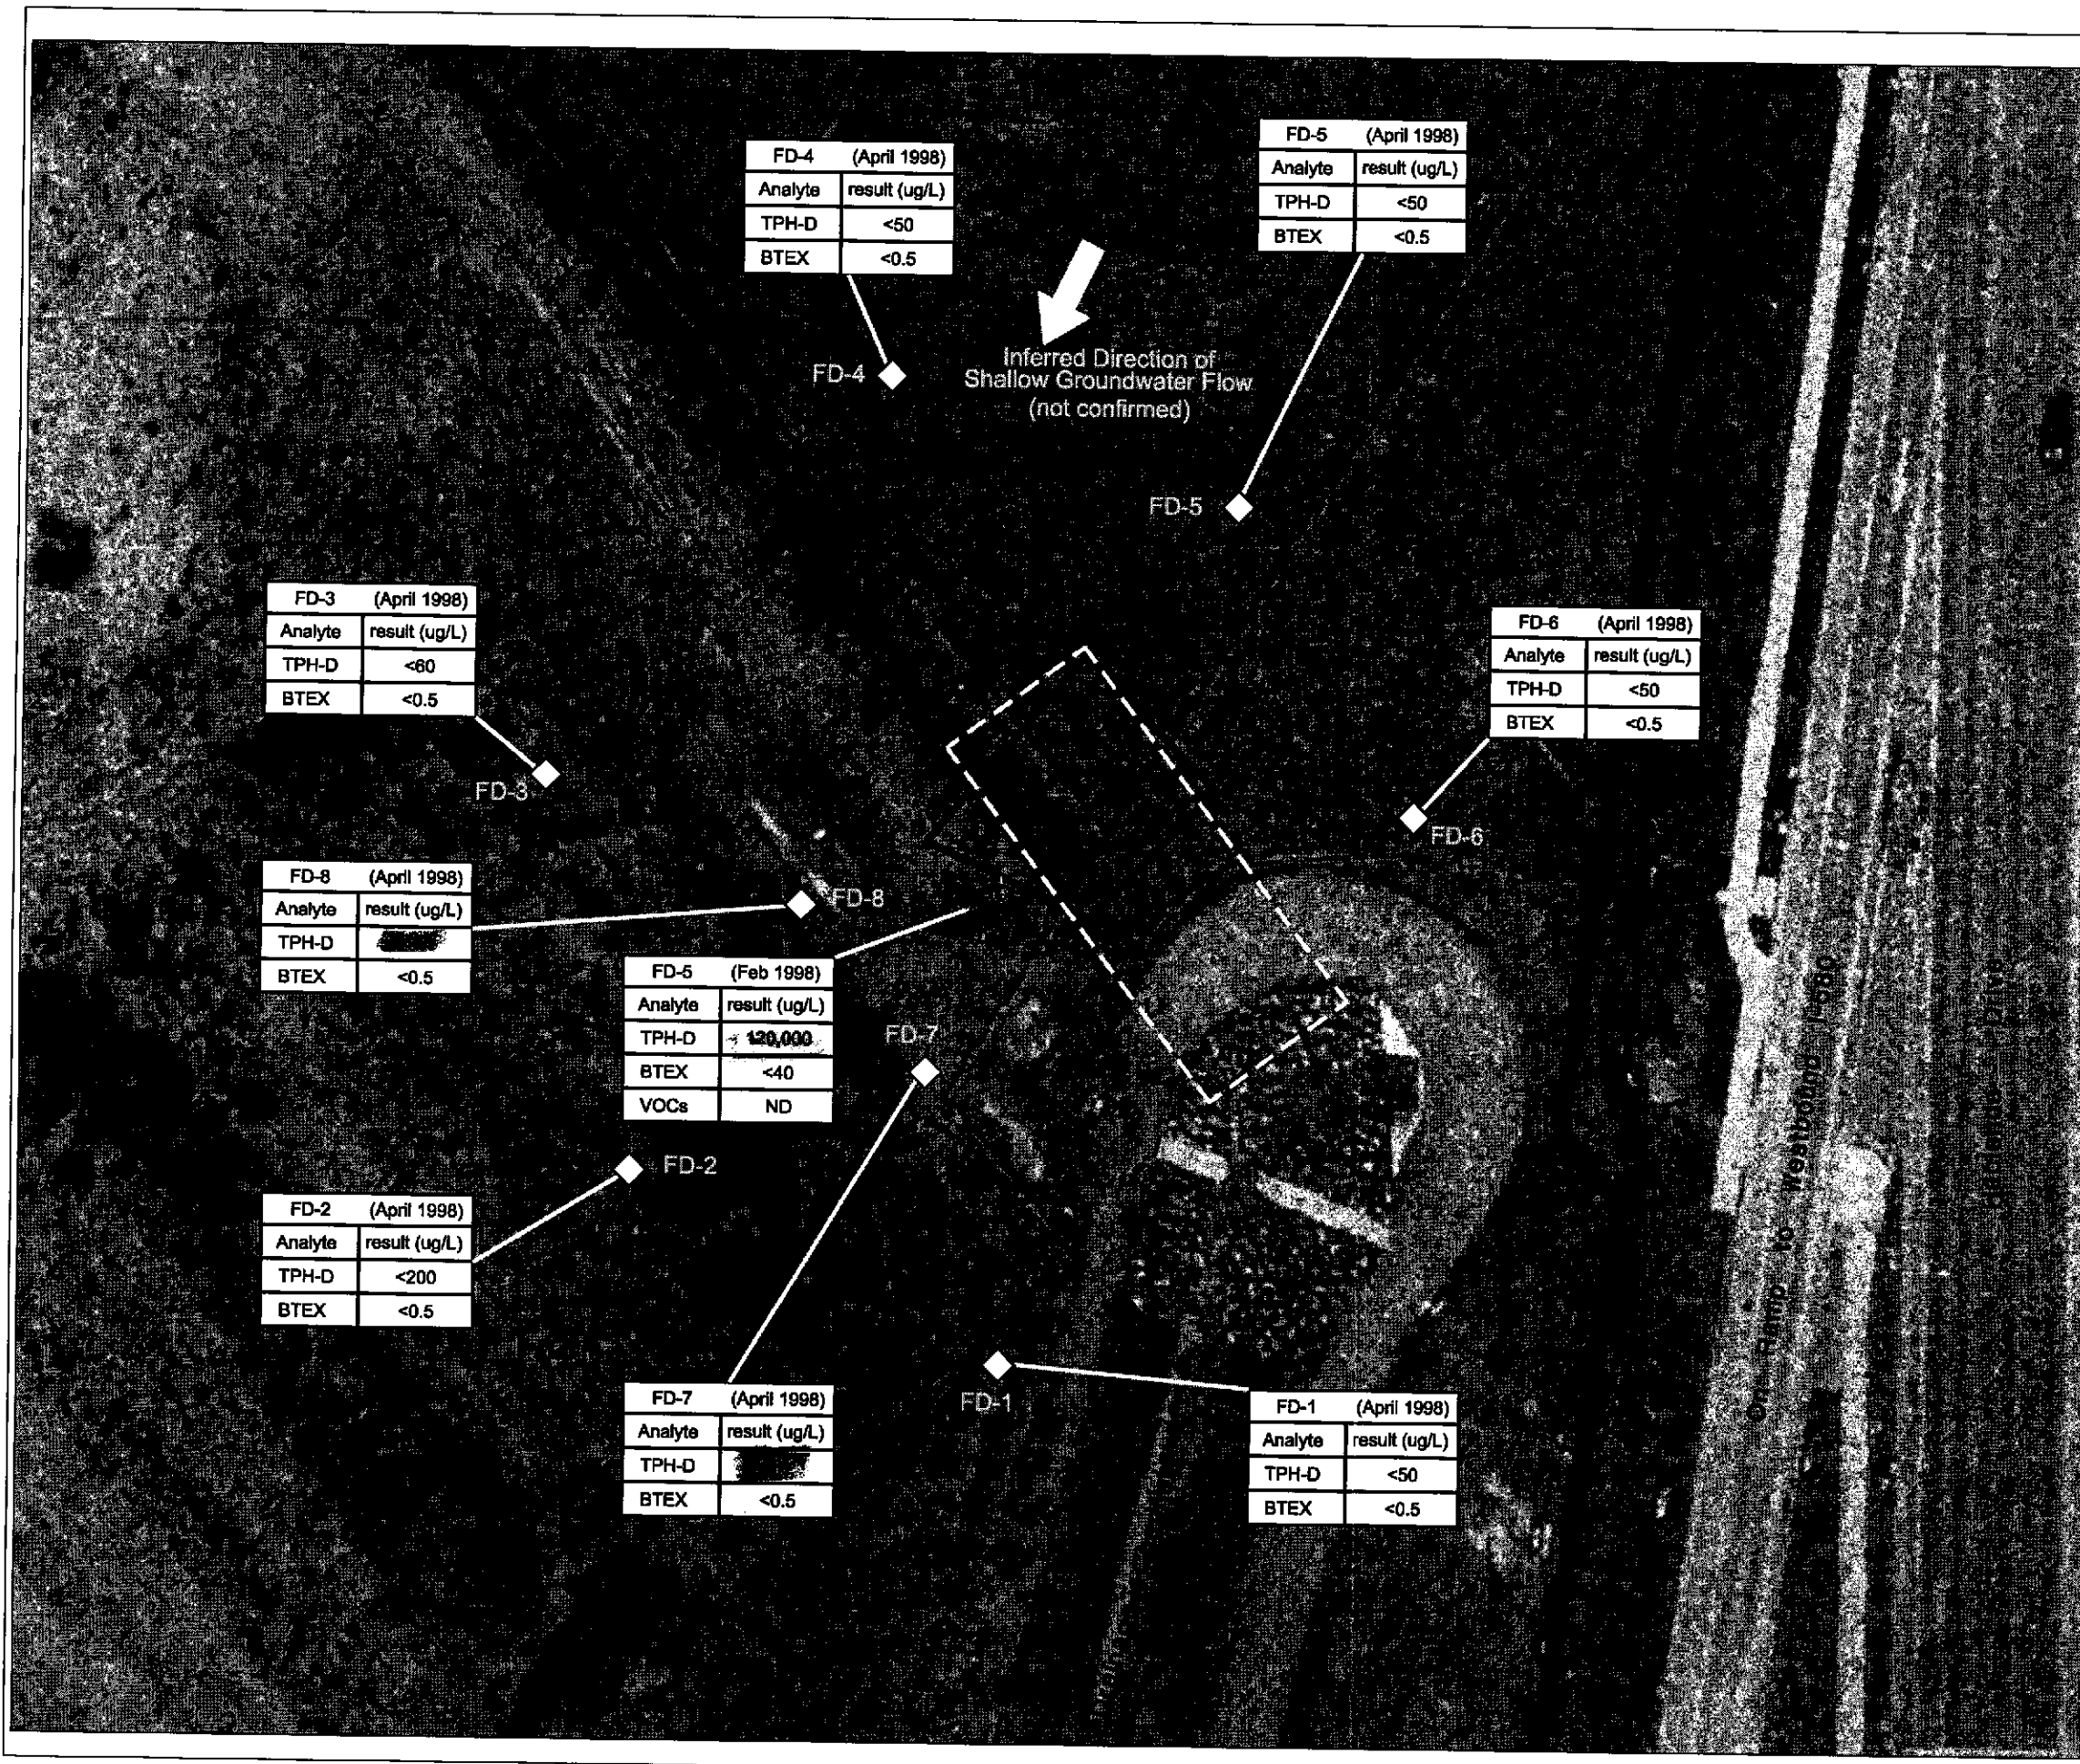 FD-4 (April 1998)
Analyte result (ug/L)
TPH-D <50
BTEX <0.5
FD-5 (April 1998)
Analyte result (ug/L)
TPH-D <50
BTEX <0.5
Inferred Direction of
Shallow Groundwater Flow
(not confirmed)
FD-4
FD-5
FD-3 (April 1998)
Analyte result (ug/L)
TPH-D <60
BTEX <0.5
FD-6 (April 1998)
Analyte result (ug/L)
TPH-D <50
BTEX <0.5
FD-3
FD-6
FD-8 (April 1998)
Analyte result (ug/L)
TPH-D
BTEX <0.5
FD-8
FD-5 (Feb 1998)
Analyte result (ug/L)
TPH-D 120,000
BTEX <40
VOCs ND
FD-7
FD-2
FD-2 (April 1998)
Analyte result (ug/L)
TPH-D <200
BTEX <0.5
FD-7 (April 1998)
Analyte result (ug/L)
TPH-D
BTEX <0.5
FD-1
FD-1 (April 1998)
Analyte result (ug/L)
TPH-D <50
BTEX <0.5
On Ramp to Westbound I-980
Drive